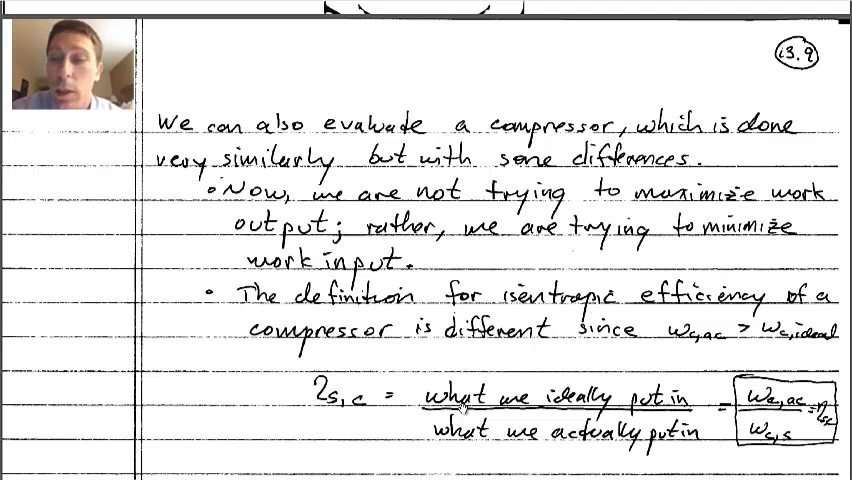 13.9
We can also evaluate a compressor, which is done
very similarly but with some differences.
• Now, we are not trying to maximize work
output; rather, we are trying to minimize
work input.
• The definition for isentropic efficiency of a
compressor is different since w_c,ac > w_c,ideal
η_s,c = what we ideally put in / what we actually put in = w_c,ac / w_c,s = η_sc